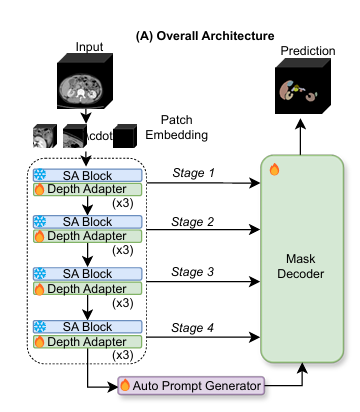 (A) Overall Architecture
Input
Prediction
\cdot
Patch
Embedding
SA Block
Depth Adapter
(x3)
Stage 1
SA Block
Depth Adapter
(x3)
Stage 2
SA Block
Depth Adapter
(x3)
Stage 3
SA Block
Depth Adapter
(x3)
Stage 4
Mask
Decoder
Auto Prompt Generator